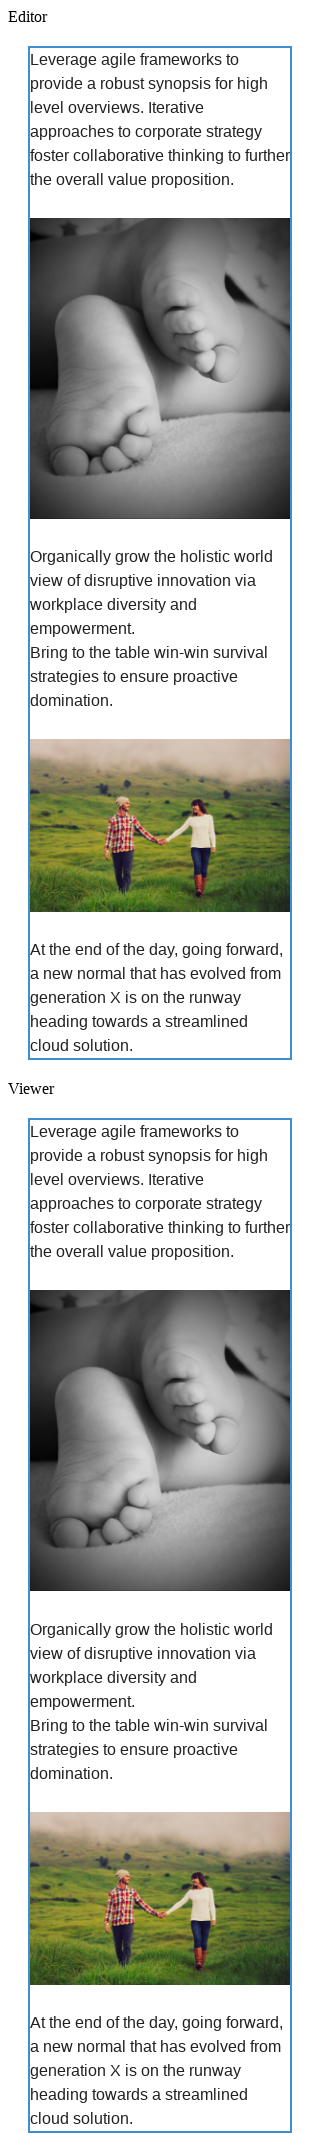 Editor
Leverage agile frameworks to
provide a robust synopsis for high
level overviews. Iterative
approaches to corporate strategy
foster collaborative thinking to further
the overall value proposition.
Organically grow the holistic world
view of disruptive innovation via
workplace diversity and
empowerment.
Bring to the table win-win survival
strategies to ensure proactive
domination.
At the end of the day, going forward,
a new normal that has evolved from
generation X is on the runway
heading towards a streamlined
cloud solution.
Viewer
Leverage agile frameworks to
provide a robust synopsis for high
level overviews. Iterative
approaches to corporate strategy
foster collaborative thinking to further
the overall value proposition.
Organically grow the holistic world
view of disruptive innovation via
workplace diversity and
empowerment.
Bring to the table win-win survival
strategies to ensure proactive
domination.
At the end of the day, going forward,
a new normal that has evolved from
generation X is on the runway
heading towards a streamlined
cloud solution.